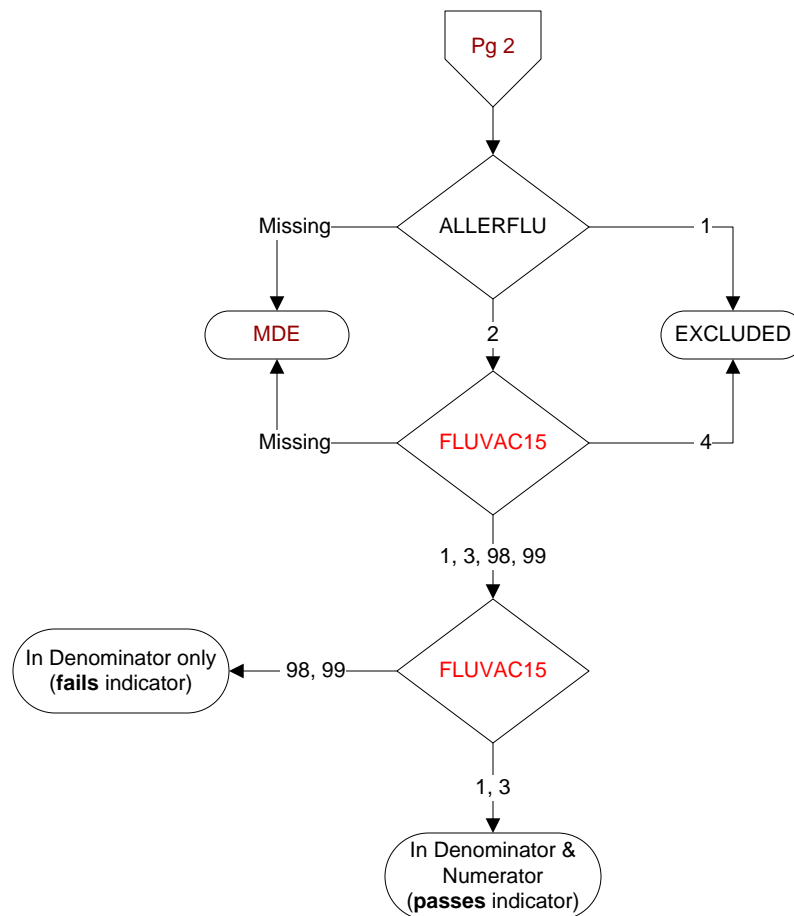 Pg 2
ALLERFLU
Missing
1
MDE
2
EXCLUDED
FLUVAC15
Missing
4
1, 3, 98, 99
FLUVAC15
98, 99
In Denominator only
(fails indicator)
1, 3
In Denominator &
Numerator
(passes indicator)